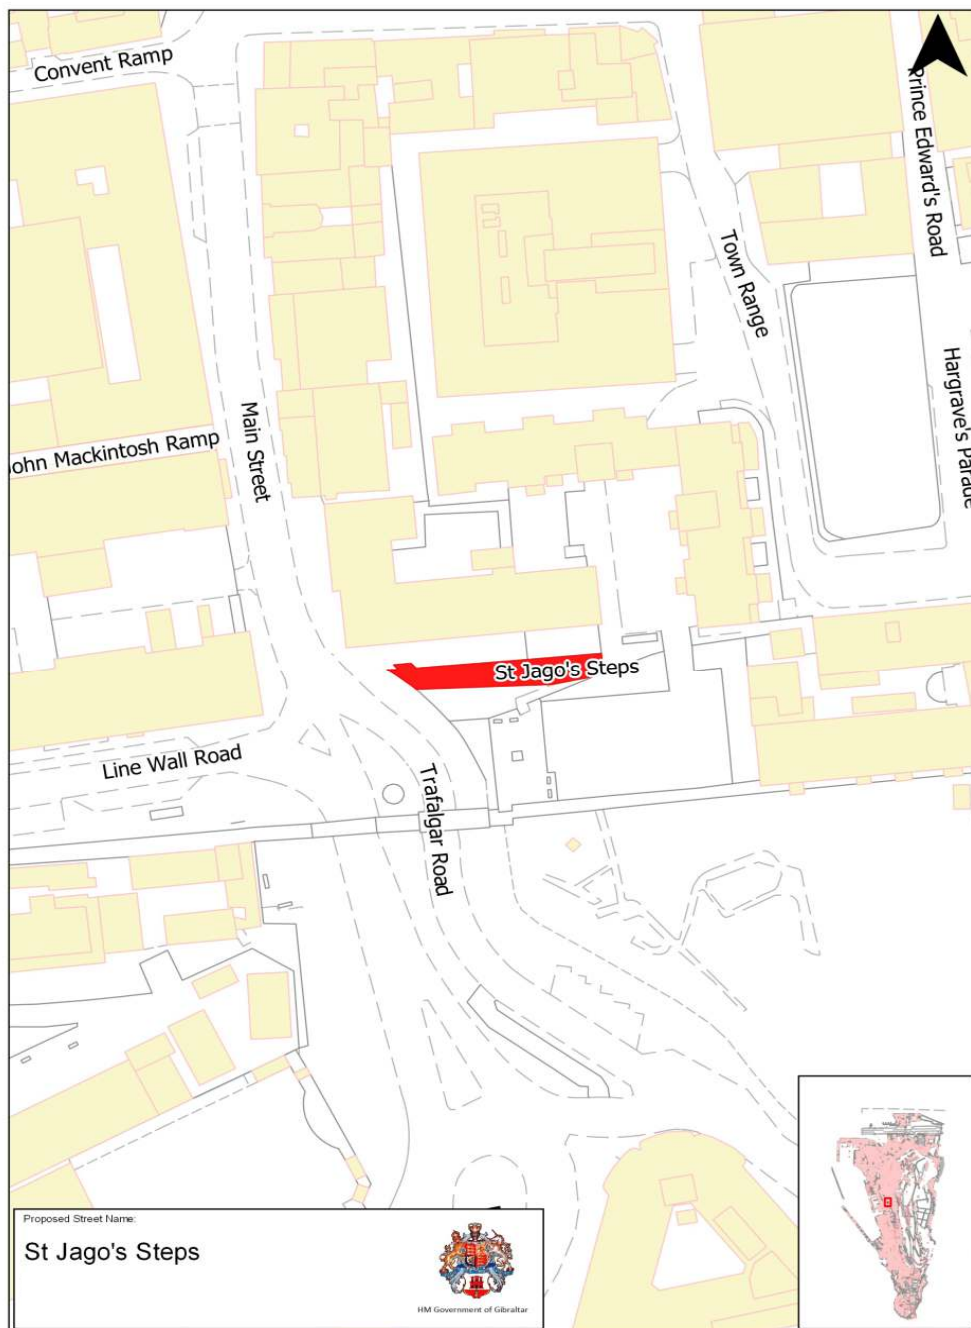 Convent Ramp
Prince Edward's Road
Town Range
Hargrave's Parade
Main Street
John Mackintosh Ramp
St Jago's Steps
Line Wall Road
Trafalgar Road
Proposed Street Name:
St Jago's Steps
HM Government of Gibraltar